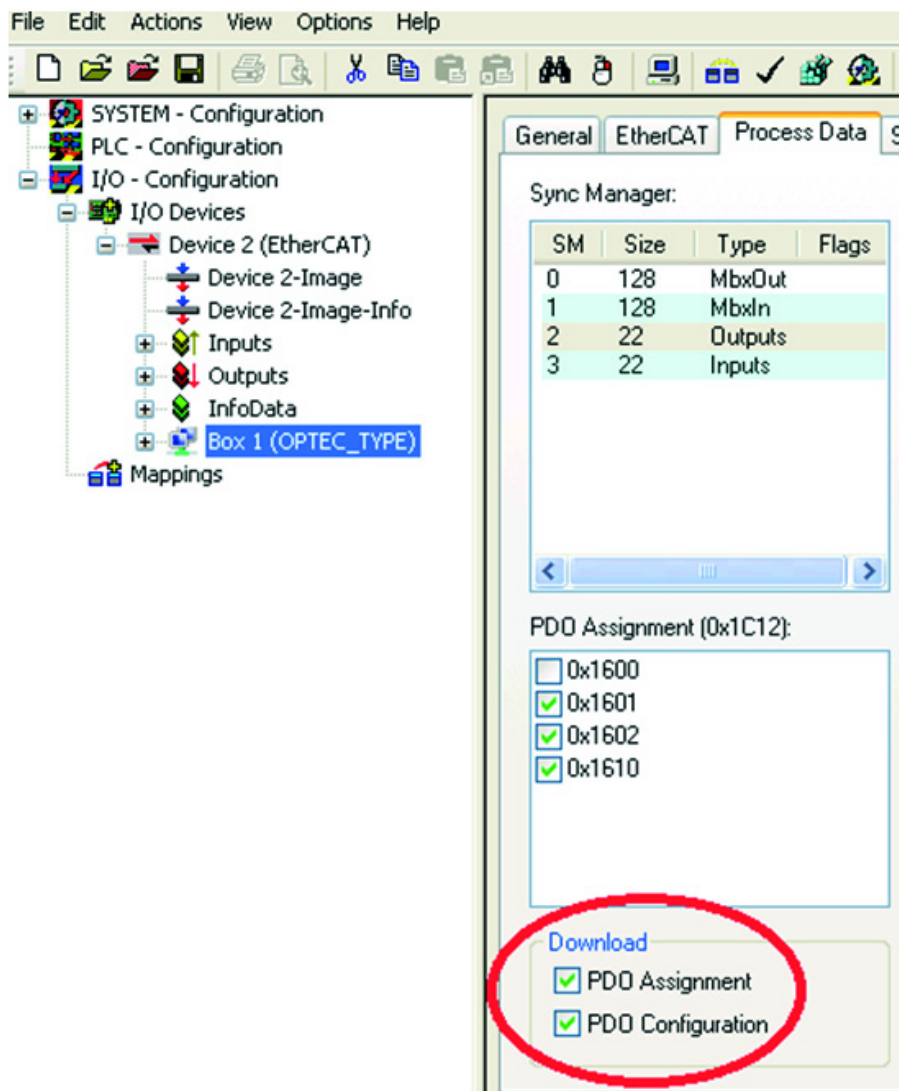 File Edit Actions View Options Help
SYSTEM - Configuration
PLC - Configuration
I/O - Configuration
I/O Devices
Device 2 (EtherCAT)
Device 2-Image
Device 2-Image-Info
Inputs
Outputs
InfoData
Box 1 (OPTEC_TYPE)
Mappings
General EtherCAT Process Data S
Sync Manager:
SM Size Type Flags
0 128 MbxOut
1 128 MbxIn
2 22 Outputs
3 22 Inputs
PDO Assignment (0x1C12):
0x1600
0x1601
0x1602
0x1610
Download
PDO Assignment
PDO Configuration